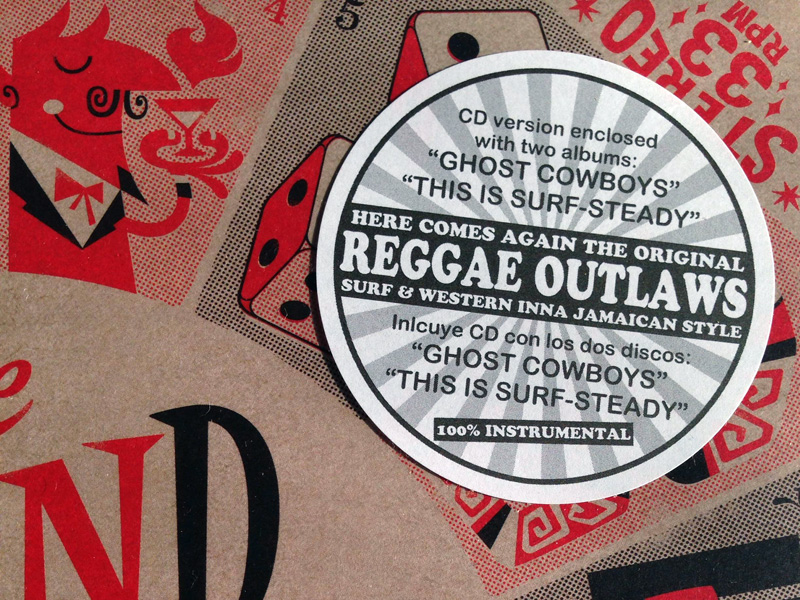 4
5
STEREO
33
RPM
CD version enclosed
with two albums:
“GHOST COWBOYS”
“THIS IS SURF-STEADY”
HERE COMES AGAIN THE ORIGINAL
REGGAE OUTLAWS
SURF & WESTERN INNA JAMAICAN STYLE
Inlcuye CD con los dos discos:
“GHOST COWBOYS”
“THIS IS SURF-STEADY”
100% INSTRUMENTAL
e
ND